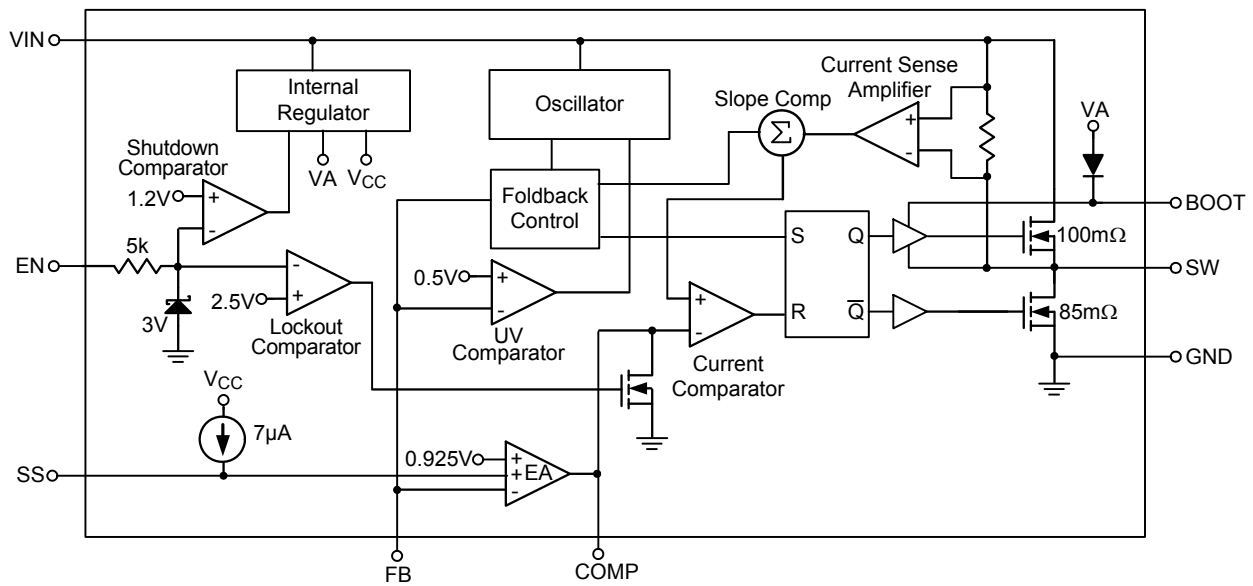 VIN
Internal
Regulator
Oscillator
Slope Comp
Current Sense
Amplifier
Σ
+
-
VA
Shutdown
Comparator
1.2V
+
-
VA
VCC
Foldback
Control
BOOT
S
Q
100mΩ
EN
5k
-
+
2.5V
3V
Lockout
Comparator
0.5V
+
-
UV
Comparator
+
-
Current
Comparator
R
Q̅
SW
85mΩ
GND
VCC
7µA
SS
0.925V
+
+EA
-
FB
COMP